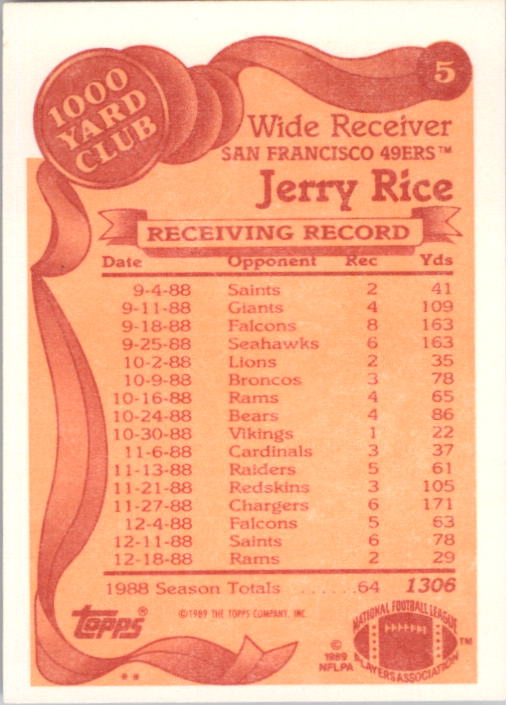 1000
YARD
CLUB
5
Wide Receiver
SAN FRANCISCO 49ERS™
Jerry Rice
RECEIVING RECORD
Date Opponent Rec Yds
9-4-88 Saints 2 41
9-11-88 Giants 4 109
9-18-88 Falcons 8 163
9-25-88 Seahawks 6 163
10-2-88 Lions 2 35
10-9-88 Broncos 3 78
10-16-88 Rams 4 65
10-24-88 Bears 4 86
10-30-88 Vikings 1 22
11-6-88 Cardinals 3 37
11-13-88 Raiders 5 61
11-21-88 Redskins 3 105
11-27-88 Chargers 6 171
12-4-88 Falcons 5 63
12-11-88 Saints 6 78
12-18-88 Rams 2 29
1988 Season Totals ......64 1306
Topps® ©1989 THE TOPPS COMPANY, INC.
NATIONAL FOOTBALL LEAGUE
PLAYERS ASSOCIATION™
©
1989
NFLPA
**